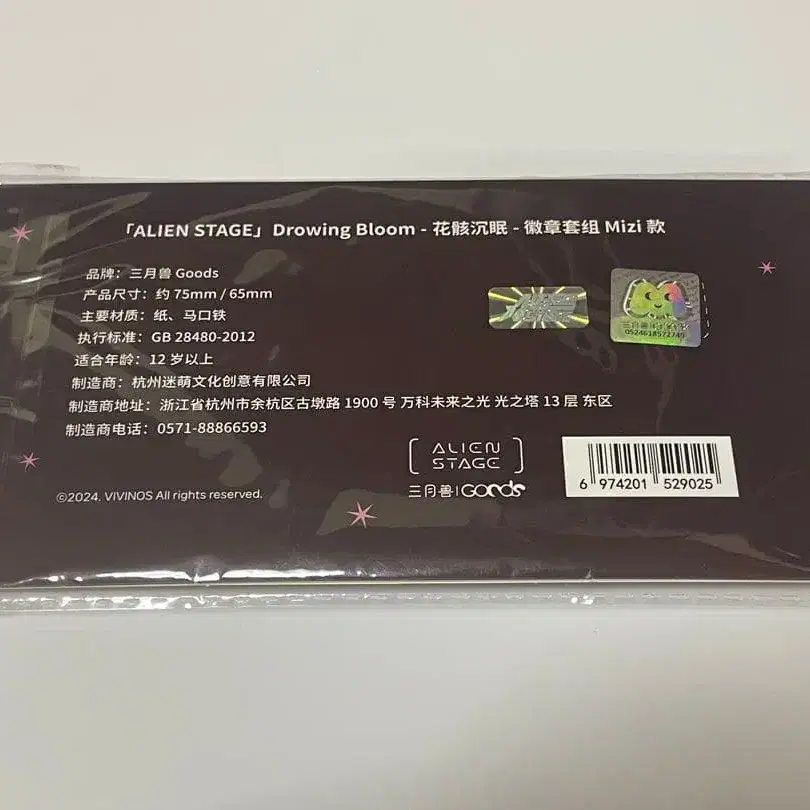 「ALIEN STAGE」Drowing Bloom - 花骸沉眠 - 徽章套组 Mizi 款
品牌：三月兽 Goods
产品尺寸：约 75mm / 65mm
主要材质：纸、马口铁
执行标准：GB 28480-2012
适合年龄：12 岁以上
制造商：杭州迷萌文化创意有限公司
制造商地址：浙江省杭州市余杭区古墩路 1900 号 万科未来之光 光之塔 13 层 东区
制造商电话：0571-88866593
ALIEN
STAGE
三月兽|GOODS
6 974201 529025
©2024. VIVINOS All rights reserved.